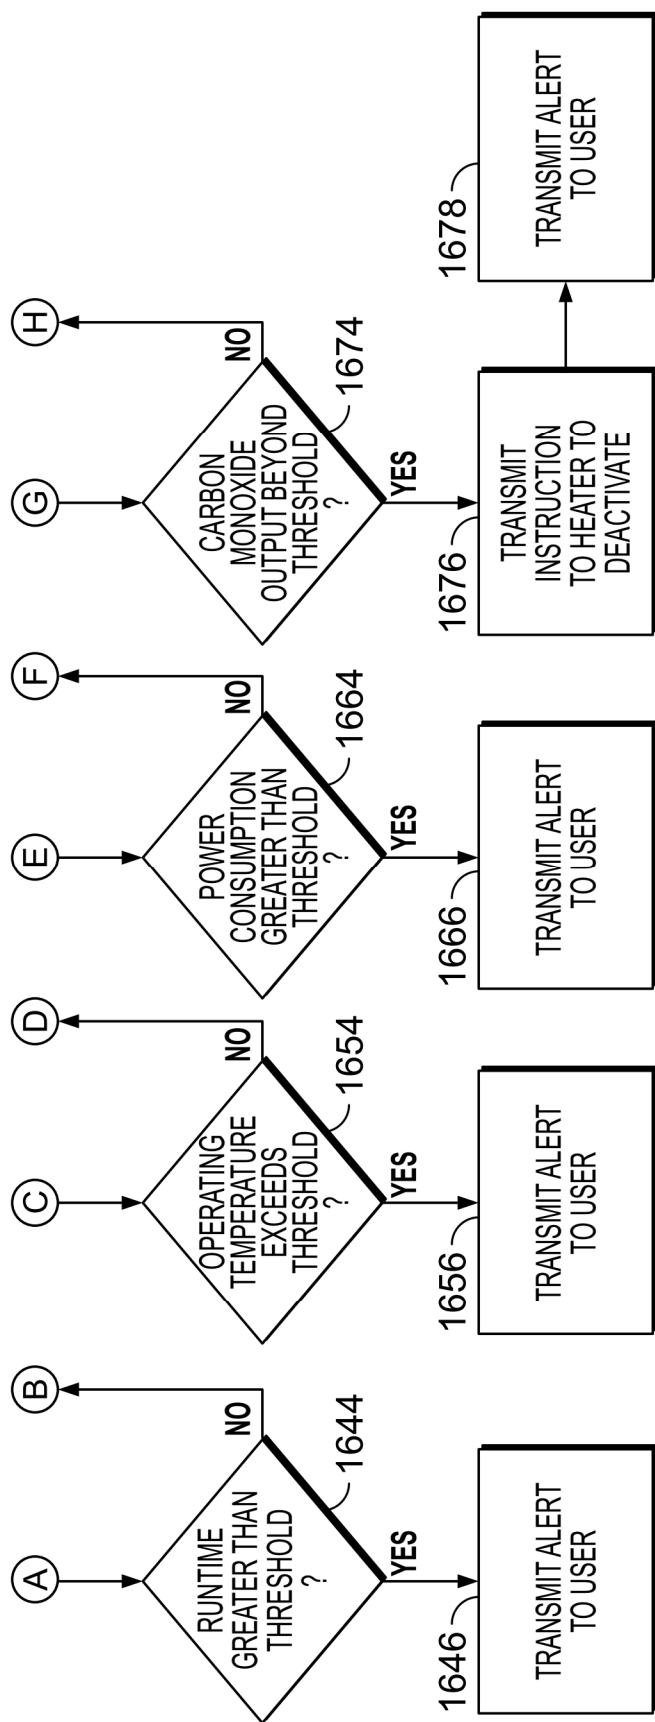 A
B
RUNTIME
GREATER THAN
THRESHOLD
?
NO
1644
YES
1646
TRANSMIT ALERT
TO USER
C
D
OPERATING
TEMPERATURE
EXCEEDS
THRESHOLD
?
NO
1654
YES
1656
TRANSMIT ALERT
TO USER
E
F
POWER
CONSUMPTION
GREATER THAN
THRESHOLD
?
NO
1664
YES
1666
TRANSMIT ALERT
TO USER
G
H
CARBON
MONOXIDE
OUTPUT BEYOND
THRESHOLD
?
NO
1674
YES
1676
TRANSMIT
INSTRUCTION
TO HEATER TO
DEACTIVATE
1678
TRANSMIT ALERT
TO USER